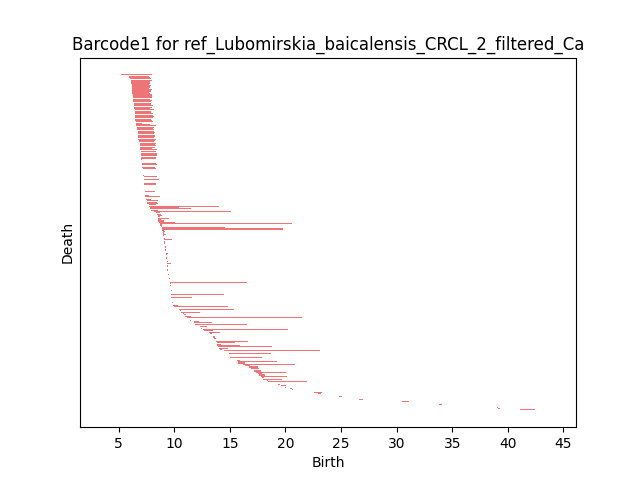 Barcode1 for ref_Lubomirskia_baicalensis_CRCL_2_filtered_Ca
Death
5 10 15 20 25 30 35 40 45
Birth